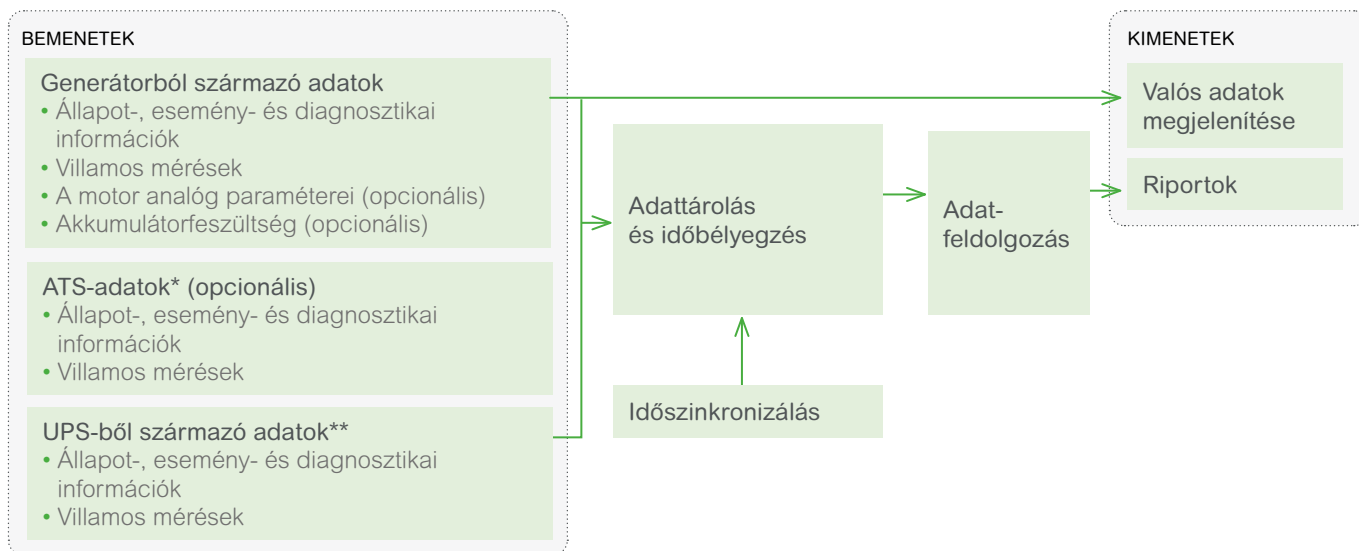 BEMENETEK
Generátorból származó adatok
• Állapot-, esemény- és diagnosztikai
információk
• Villamos mérések
• A motor analóg paraméterei (opcionális)
• Akkumulátorfeszültség (opcionális)
ATS-adatok* (opcionális)
• Állapot-, esemény- és diagnosztikai
információk
• Villamos mérések
UPS-ből származó adatok**
• Állapot-, esemény- és diagnosztikai
információk
• Villamos mérések
Adattárolás
és időbélyegzés
Időszinkronizálás
Adat-
feldolgozás
KIMENETEK
Valós adatok
megjelenítése
Riportok